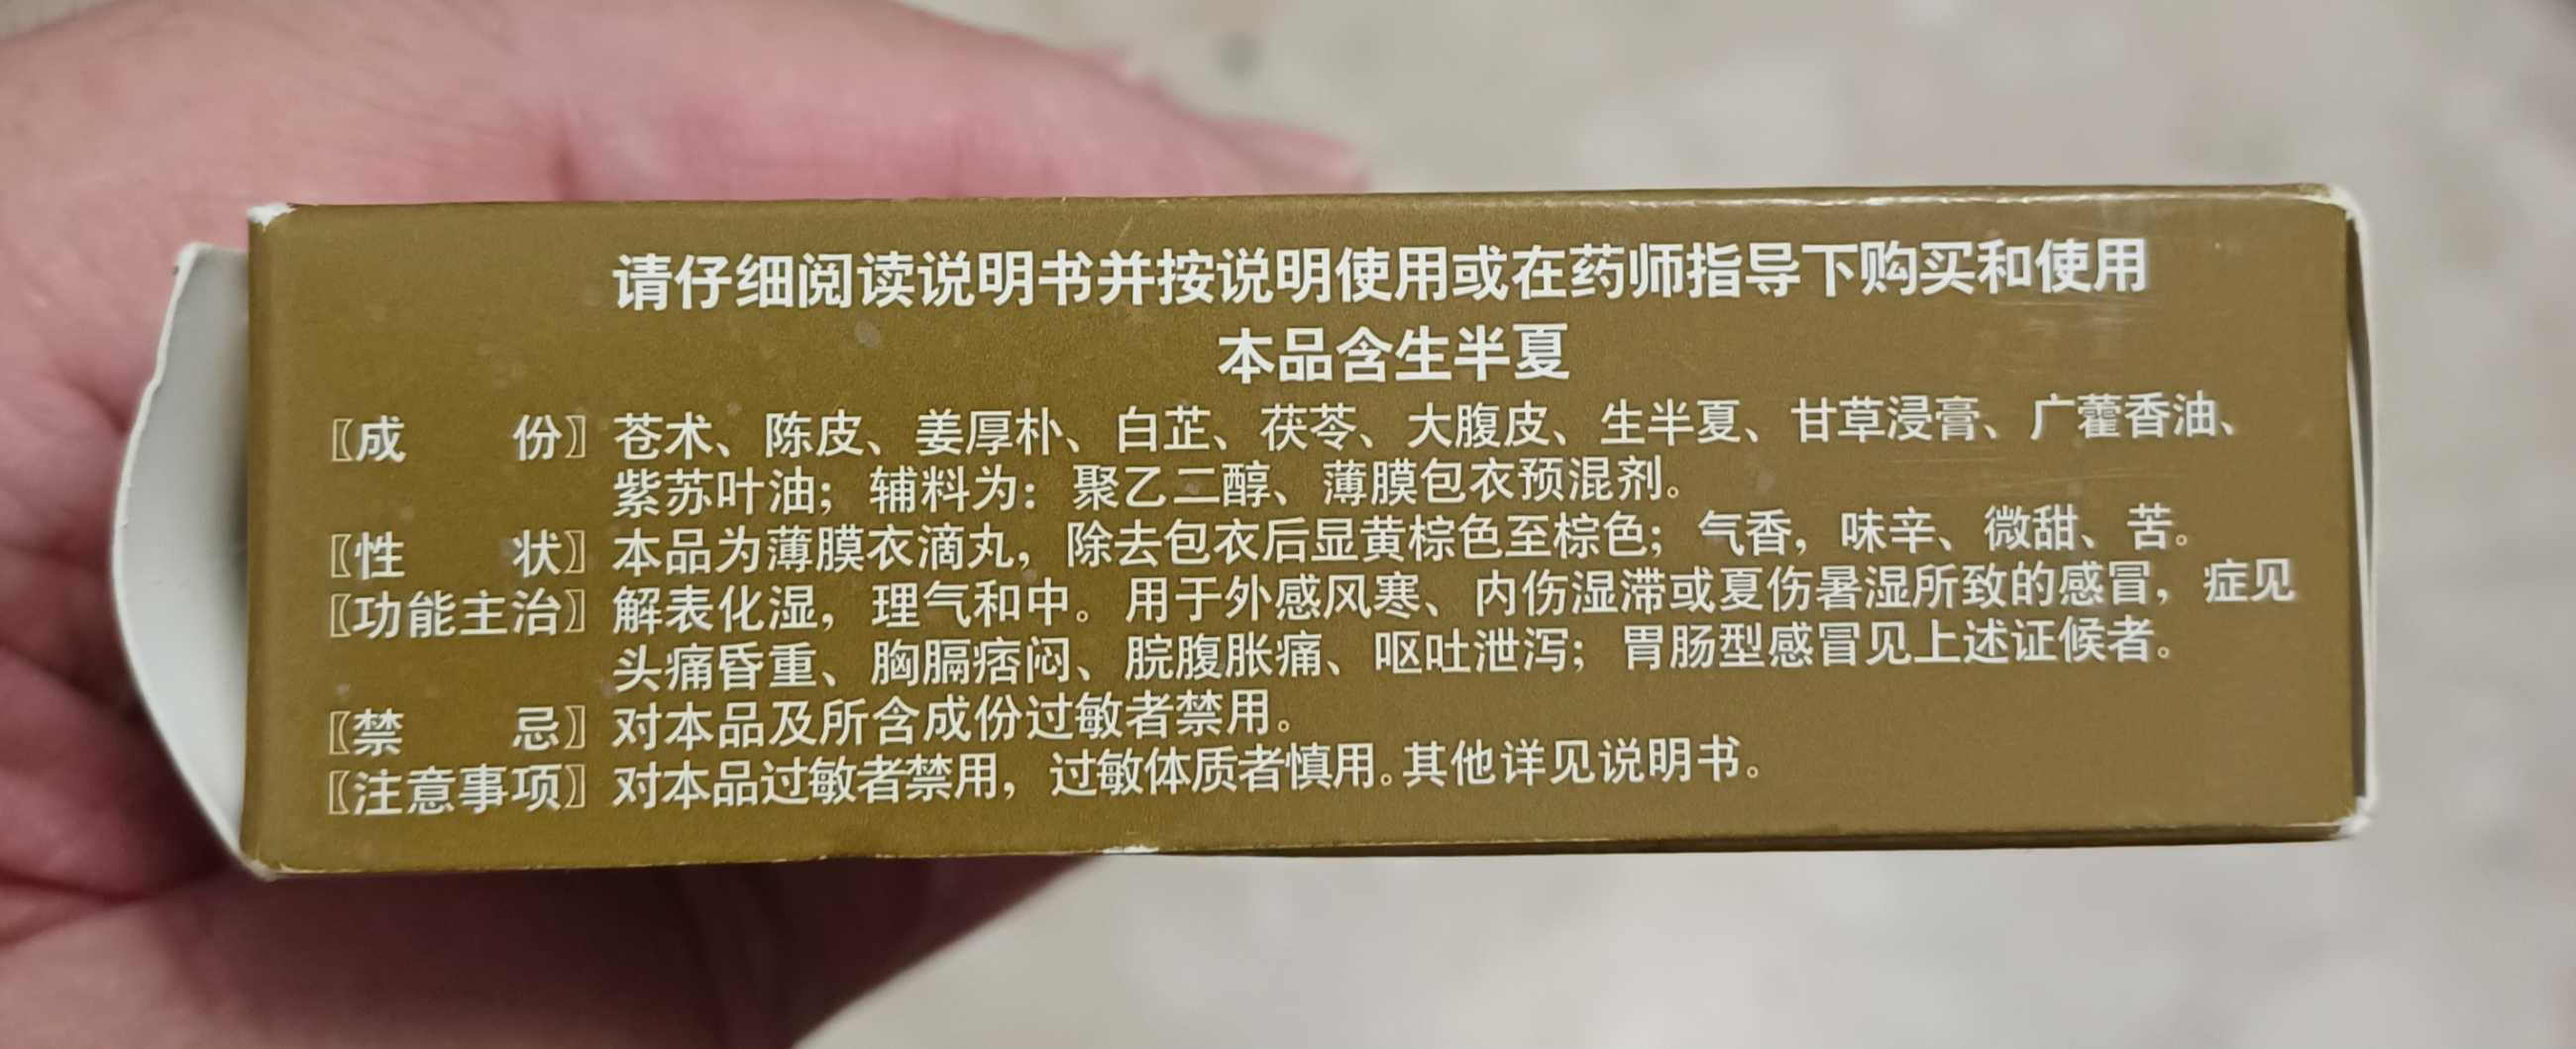 请仔细阅读说明书并按说明使用或在药师指导下购买和使用
本品含生半夏
〖成份〗苍术、陈皮、姜厚朴、白芷、茯苓、大腹皮、生半夏、甘草浸膏、广藿香油、
紫苏叶油；辅料为：聚乙二醇、薄膜包衣预混剂。
〖性状〗本品为薄膜衣滴丸，除去包衣后显黄棕色至棕色；气香，味辛、微甜、苦。
〖功能主治〗解表化湿，理气和中。用于外感风寒、内伤湿滞或夏伤暑湿所致的感冒，症见
头痛昏重、胸膈痞闷、脘腹胀痛、呕吐泄泻；胃肠型感冒见上述证候者。
〖禁忌〗对本品及所含成份过敏者禁用。
〖注意事项〗对本品过敏者禁用，过敏体质者慎用。其他详见说明书。